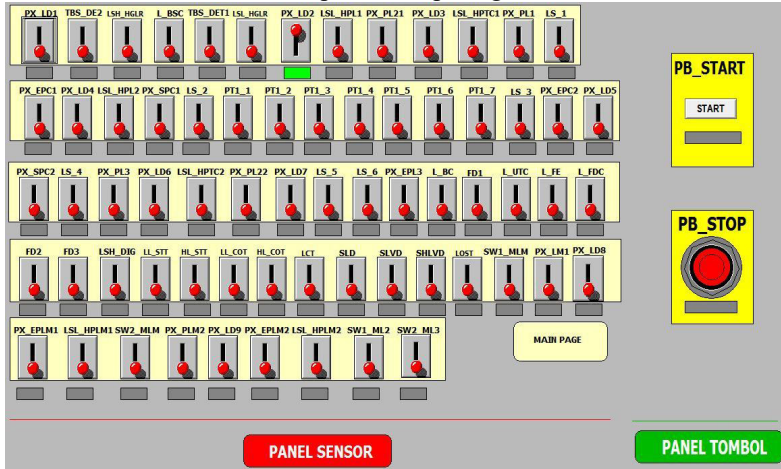 PX_LD1 TBS_DE2 LSH_HGLR L_BSC TBS_DET1 LSL_HGLR PX_LD2 LSL_HPL1 PX_PL21 PX_LD3 LSL_HPTC1 PX_PL1 LS_1
PB_START
START
PX_EPC1 PX_LD4 LSL_HPL2 PX_SPC1 LS_2 PT1_1 PT1_2 PT1_3 PT1_4 PT1_5 PT1_6 PT1_7 LS_3 PX_EPC2 PX_LD5
PX_SPC2 LS_4 PX_PL3 PX_LD6 LSL_HPTC2 PX_PL22 PX_LD7 LS_5 LS_6 PX_EPL3 L_BC FD1 L_UTC L_FE L_FDC
PB_STOP
FD2 FD3 LSH_DIG LL_STT HL_STT LL_COT HL_COT LCT SLD SLVD SHLVD LOST SW1_MLM PX_LM1 PX_LD8
PX_EPLM1 LSL_HPLM1 SW2_MLM PX_PLM2 PX_LD9 PX_EPLM2 LSL_HPLM2 SW1_ML2 SW2_ML3
MAIN PAGE
PANEL SENSOR
PANEL TOMBOL